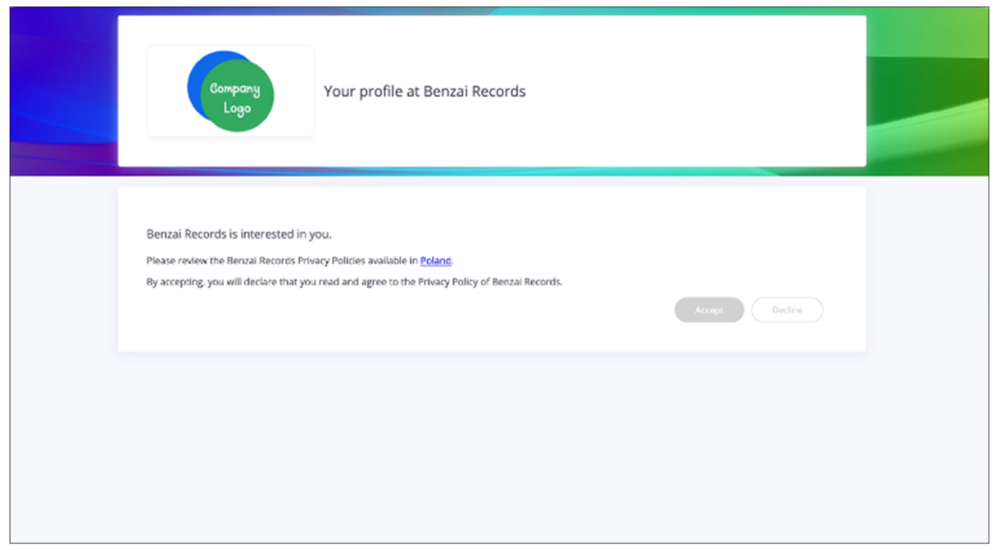 Company
Logo
Your profile at Benzai Records
Benzai Records is interested in you.
Please review the Benzai Records Privacy Policies available in Poland.
By accepting, you will declare that you read and agree to the Privacy Policy of Benzai Records.
Accept Decline